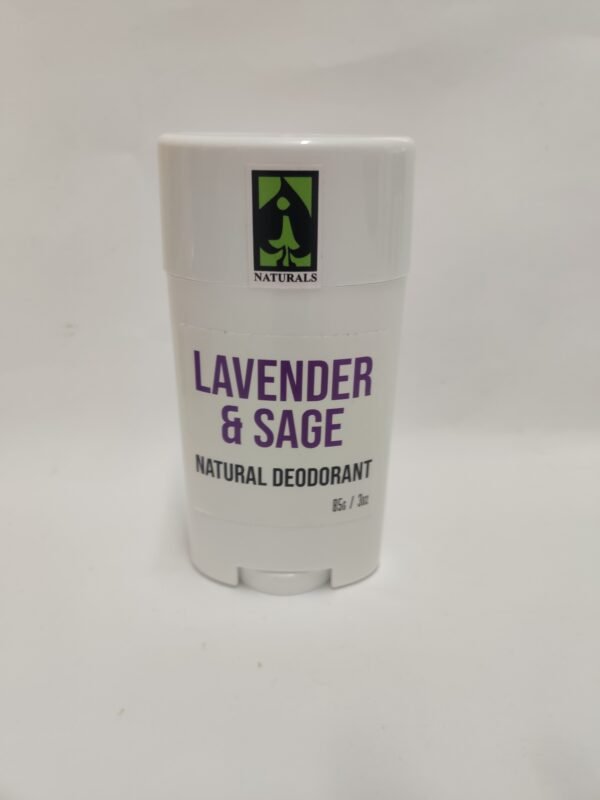 NATURALS
LAVENDER
& SAGE
NATURAL DEODORANT
85g / 3oz